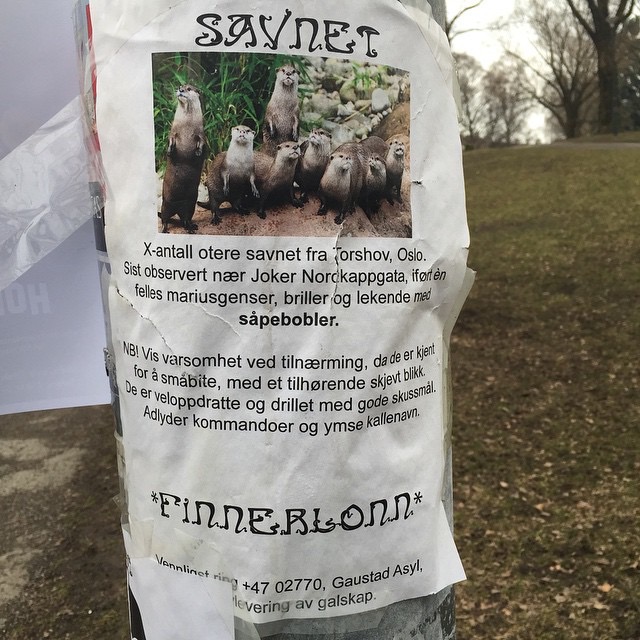 SAVNET
X-antall otere savnet fra Torshov, Oslo.
Sist observert nær Joker Nordkappgata, iført èn
felles mariusgenser, briller og lekende med
såpebobler.
NB! Vis varsomhet ved tilnærming, da de er kjent
for å småbite, med et tilhørende skjevt blikk.
De er veloppdratte og drillet med gode skussmål.
Adlyder kommandoer og ymse kallenavn.
*FINNERLONN*
Vennligst ring +47 02770, Gaustad Asyl,
levering av galskap.